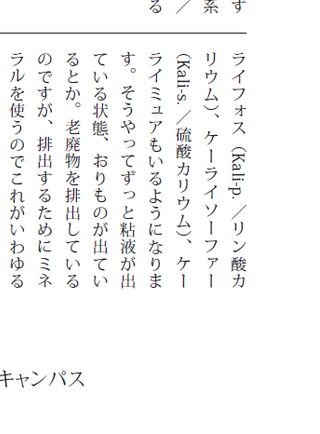 す
系
／
る
ライフォス（Kali-p.／リン酸カ
リウム）、ケーライソーファー
（Kali-s.／硫酸カリウム）、ケー
ライミュアもいるようになりま
す。そうやってずっと粘液が出
ている状態、おりものが出てい
るとか。老廃物を排出している
のですが、排出するためにミネ
ラルを使うのでこれがいわゆる
キャンパス